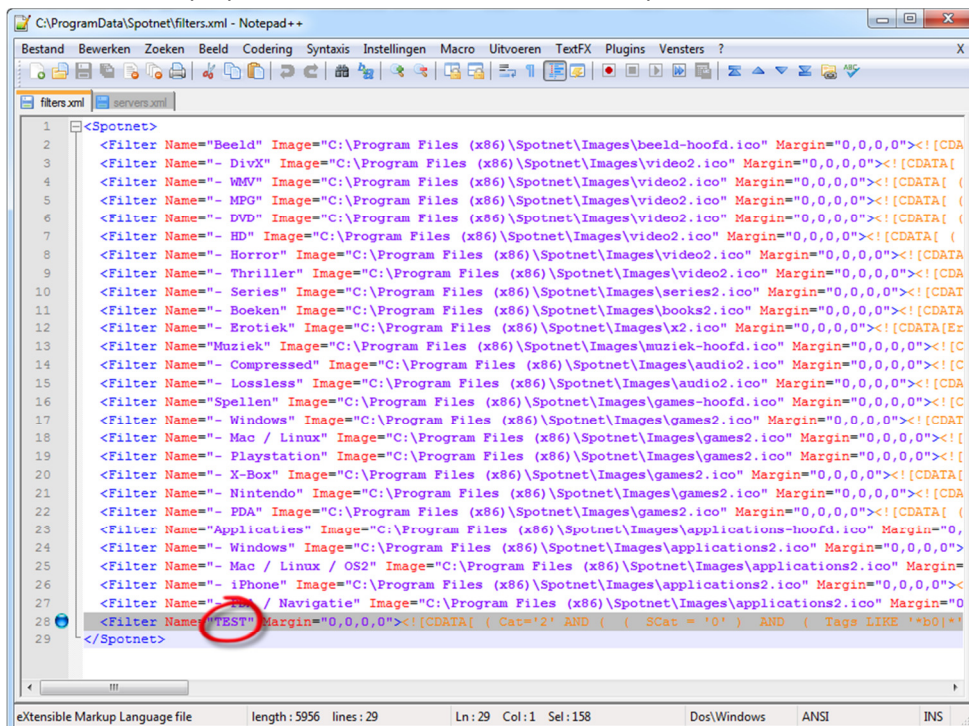 C:\ProgramData\Spotnet\filters.xml - Notepad++
Bestand Bewerken Zoeken Beeld Codering Syntaxis Instellingen Macro Uitvoeren TextFX Plugins Vensters ? X
filters.xml servers.xml
1 <Spotnet>
2 <Filter Name="Beeld" Image="C:\Program Files (x86)\Spotnet\Images\beeld-hoofd.ico" Margin="0,0,0,0"><![CDA
3 <Filter Name="- DivX" Image="C:\Program Files (x86)\Spotnet\Images\video2.ico" Margin="0,0,0,0"><![CDATA[
4 <Filter Name="- WMV" Image="C:\Program Files (x86)\Spotnet\Images\video2.ico" Margin="0,0,0,0"><![CDATA[ (
5 <Filter Name="- MPG" Image="C:\Program Files (x86)\Spotnet\Images\video2.ico" Margin="0,0,0,0"><![CDATA[ (
6 <Filter Name="- DVD" Image="C:\Program Files (x86)\Spotnet\Images\video2.ico" Margin="0,0,0,0"><![CDATA[ (
7 <Filter Name="- HD" Image="C:\Program Files (x86)\Spotnet\Images\video2.ico" Margin="0,0,0,0"><![CDATA[ (
8 <Filter Name="- Horror" Image="C:\Program Files (x86)\Spotnet\Images\video2.ico" Margin="0,0,0,0"><![CDATA
9 <Filter Name="- Thriller" Image="C:\Program Files (x86)\Spotnet\Images\video2.ico" Margin="0,0,0,0"><![CDA
10 <Filter Name="- Series" Image="C:\Program Files (x86)\Spotnet\Images\series2.ico" Margin="0,0,0,0"><![CDAT
11 <Filter Name="- Boeken" Image="C:\Program Files (x86)\Spotnet\Images\books2.ico" Margin="0,0,0,0"><![CDATA
12 <Filter Name="- Erotiek" Image="C:\Program Files (x86)\Spotnet\Images\x2.ico" Margin="0,0,0,0"><![CDATA[Er
13 <Filter Name="Muziek" Image="C:\Program Files (x86)\Spotnet\Images\muziek-hoofd.ico" Margin="0,0,0,0"><![C
14 <Filter Name="- Compressed" Image="C:\Program Files (x86)\Spotnet\Images\audio2.ico" Margin="0,0,0,0"><![C
15 <Filter Name="- Lossless" Image="C:\Program Files (x86)\Spotnet\Images\audio2.ico" Margin="0,0,0,0"><![CDA
16 <Filter Name="Spellen" Image="C:\Program Files (x86)\Spotnet\Images\games-hoofd.ico" Margin="0,0,0,0"><![C
17 <Filter Name="- Windows" Image="C:\Program Files (x86)\Spotnet\Images\games2.ico" Margin="0,0,0,0"><![CDAT
18 <Filter Name="- Mac / Linux" Image="C:\Program Files (x86)\Spotnet\Images\games2.ico" Margin="0,0,0,0"><![
19 <Filter Name="- Playstation" Image="C:\Program Files (x86)\Spotnet\Images\games2.ico" Margin="0,0,0,0"><![
20 <Filter Name="- X-Box" Image="C:\Program Files (x86)\Spotnet\Images\games2.ico" Margin="0,0,0,0"><![CDATA[
21 <Filter Name="- Nintendo" Image="C:\Program Files (x86)\Spotnet\Images\games2.ico" Margin="0,0,0,0"><![CDA
22 <Filter Name="- PDA" Image="C:\Program Files (x86)\Spotnet\Images\games2.ico" Margin="0,0,0,0"><![CDATA[ (
23 <Filter Name="Applicaties" Image="C:\Program Files (x86)\Spotnet\Images\applications-hoofd.ico" Margin="0,
24 <Filter Name="- Windows" Image="C:\Program Files (x86)\Spotnet\Images\applications2.ico" Margin="0,0,0,0">
25 <Filter Name="- Mac / Linux / OS2" Image="C:\Program Files (x86)\Spotnet\Images\applications2.ico" Margin=
26 <Filter Name="- iPhone" Image="C:\Program Files (x86)\Spotnet\Images\applications2.ico" Margin="0,0,0,0"><
27 <Filter Name="- PDA / Navigatie" Image="C:\Program Files (x86)\Spotnet\Images\applications2.ico" Margin="0
28 <Filter Name="TEST" Margin="0,0,0,0"><![CDATA[ ( Cat='2' AND ( ( SCat = '0' ) AND ( Tags LIKE '*b0|*'
29 </Spotnet>
eXtensible Markup Language file length : 5956 lines : 29 Ln : 29 Col : 1 Sel : 158 Dos\Windows ANSI INS